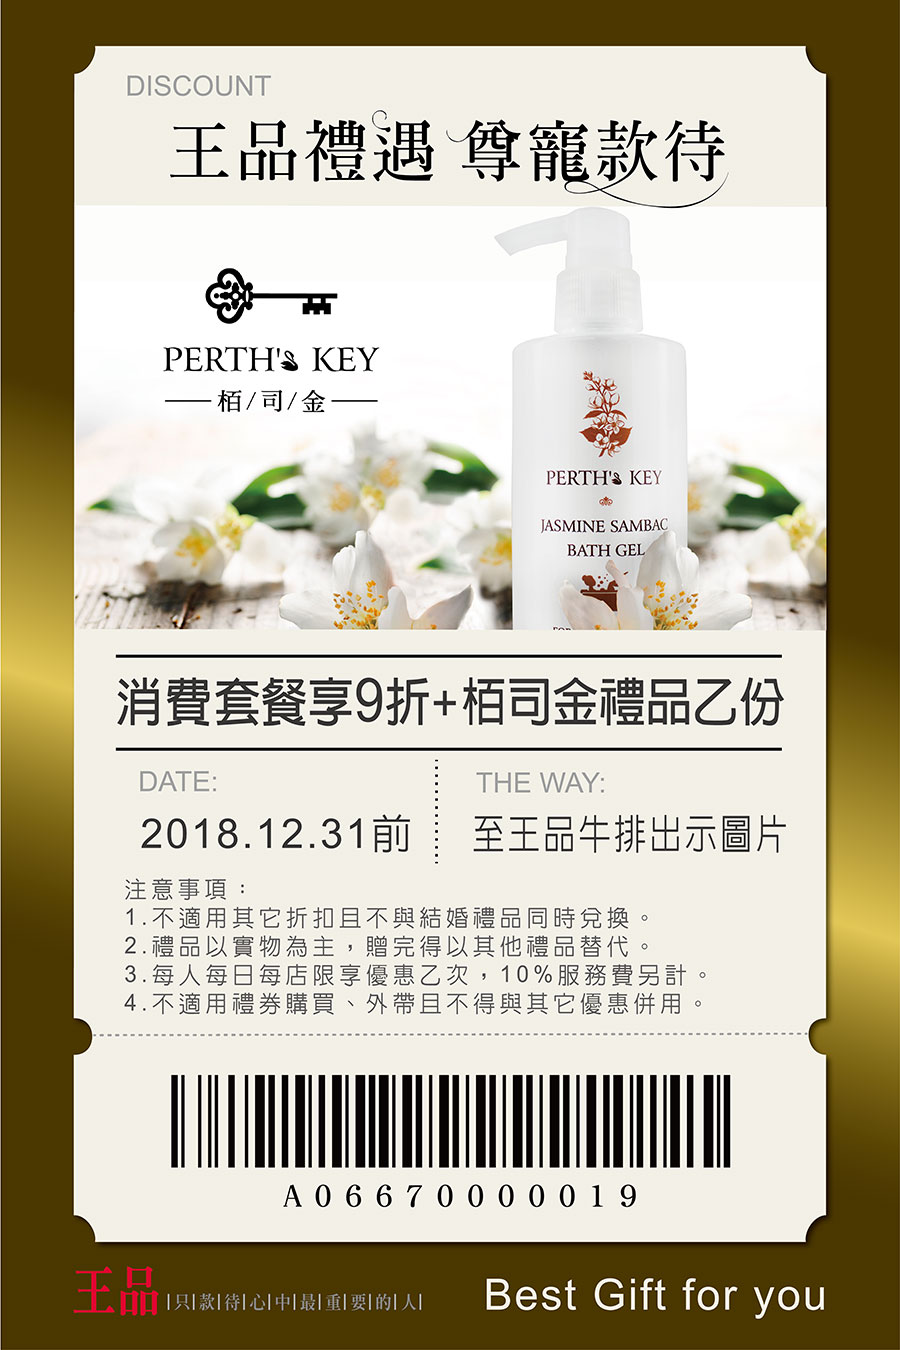 DISCOUNT
王品禮遇 尊寵款待
PERTH'S KEY
栢/司/金
PERTH'S KEY
JASMINE SAMBAC
BATH GEL
消費套餐享9折+栢司金禮品乙份
DATE:
2018.12.31前
THE WAY:
至王品牛排出示圖片
注意事項：
1.不適用其它折扣且不與結婚禮品同時兌換。
2.禮品以實物為主，贈完得以其他禮品替代。
3.每人每日每店限享優惠乙次，10%服務費另計。
4.不適用禮券購買、外帶且不得與其它優惠併用。
A06670000019
王品 |只|款|待|心|中|最|重|要|的|人|
Best Gift for you